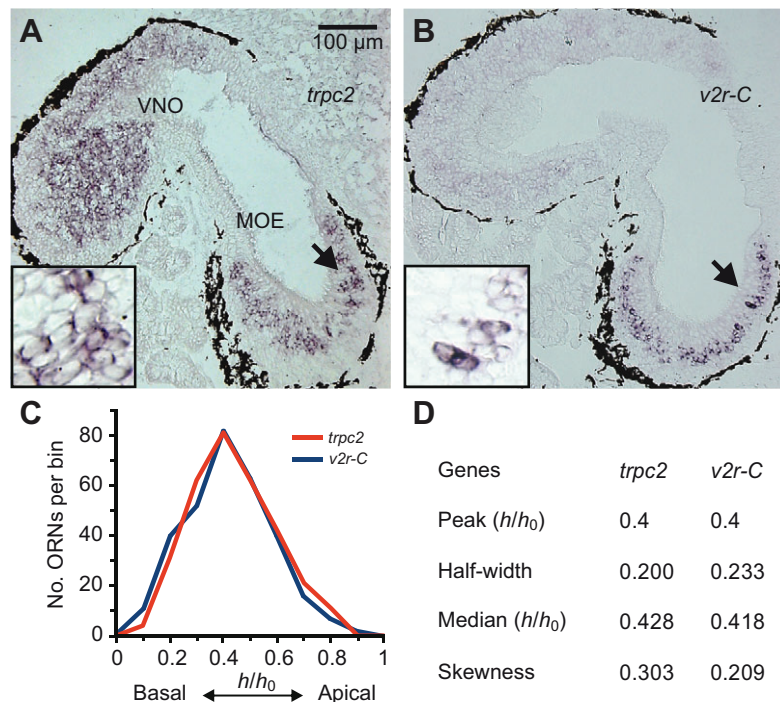 A
100 µm
trpc2
VNO
MOE
B
v2r-C
C
trpc2
v2r-C
No. ORNs per bin
80
60
40
20
0
0 0.2 0.4 0.6 0.8 1
h/h₀
Basal Apical
D
Genes trpc2 v2r-C
Peak (h/h₀) 0.4 0.4
Half-width 0.200 0.233
Median (h/h₀) 0.428 0.418
Skewness 0.303 0.209